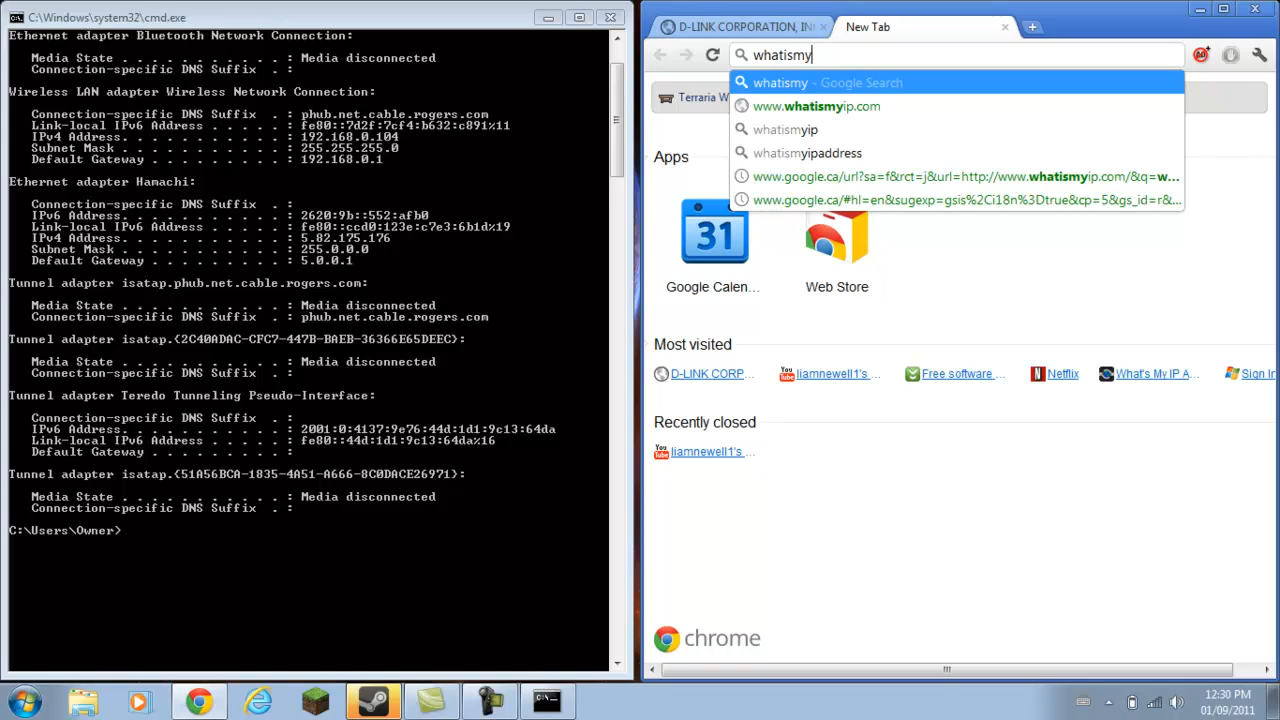 C:\Windows\system32\cmd.exe
Ethernet adapter Bluetooth Network Connection:
Media State . . . . . . . . . . . : Media disconnected
Connection-specific DNS Suffix . :
Wireless LAN adapter Wireless Network Connection:
Connection-specific DNS Suffix . : phub.net.cable.rogers.com
Link-local IPv6 Address . . . . . : fe80::7d2f:7cf4:b632:c891%11
IPv4 Address. . . . . . . . . . . : 192.168.0.104
Subnet Mask . . . . . . . . . . . : 255.255.255.0
Default Gateway . . . . . . . . . : 192.168.0.1
Ethernet adapter Hamachi:
Connection-specific DNS Suffix . :
IPv6 Address. . . . . . . . . . . : 2620:9b::552:afb0
Link-local IPv6 Address . . . . . : fe80::ccd0:123e:c7e3:6b1d%19
IPv4 Address. . . . . . . . . . . : 5.82.175.176
Subnet Mask . . . . . . . . . . . : 255.0.0.0
Default Gateway . . . . . . . . . : 5.0.0.1
Tunnel adapter isatap.phub.net.cable.rogers.com:
Media State . . . . . . . . . . . : Media disconnected
Connection-specific DNS Suffix . : phub.net.cable.rogers.com
Tunnel adapter isatap.{2C40ADAC-CFC7-447B-BAEB-36366E65DEEC}:
Media State . . . . . . . . . . . : Media disconnected
Connection-specific DNS Suffix . :
Tunnel adapter Teredo Tunneling Pseudo-Interface:
Connection-specific DNS Suffix . :
IPv6 Address. . . . . . . . . . . : 2001:0:4137:9e76:44d:1d1:9c13:64da
Link-local IPv6 Address . . . . . : fe80::44d:1d1:9c13:64da%16
Default Gateway . . . . . . . . . :
Tunnel adapter isatap.{51A56BCA-1835-4A51-A666-8C0DACE26971}:
Media State . . . . . . . . . . . : Media disconnected
Connection-specific DNS Suffix . :
C:\Users\Owner>
D-LINK CORPORATION, IN
New Tab
whatismy
whatismy - Google Search
www.whatismyip.com
whatismyip
whatismyipaddress
www.google.ca/url?sa=f&rct=j&url=http://www.whatismyip.com/&q=w...
www.google.ca/#hl=en&sugexp=gsis%2Ci18n%3Dtrue&cp=5&gs_id=r&...
Terraria W
Apps
31
Google Calen...
Web Store
Most visited
D-LINK CORP...
You Tube liamnewell1's ...
Free software ...
N Netflix
What's My IP A...
Sign In
Recently closed
You Tube liamnewell1's ...
chrome
12:30 PM
01/09/2011